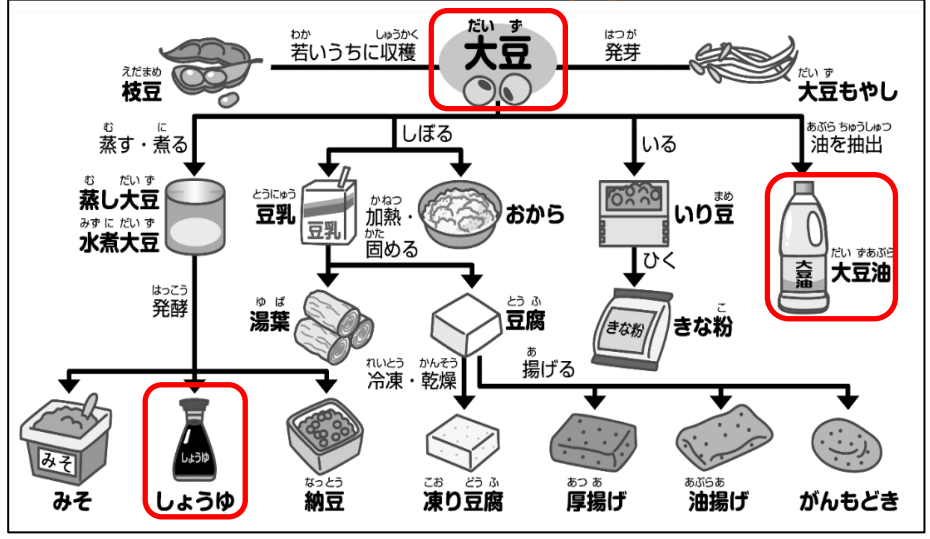 だい ず
大豆
わか しゅうかく
若いうちに収穫
はつが
発芽
えだまめ
枝豆
だい ず
大豆もやし
む に
蒸す・煮る
しぼる
いる
あぶら ちゅうしゅつ
油を抽出
む だい ず
蒸し大豆
みず に だい ず
水煮大豆
とうにゅう
豆乳
豆乳
かねつ
加熱・
かた
固める
おから
まめ
いり豆
大豆油
だい ずあぶら
大豆油
はっこう
発酵
ゆ ば
湯葉
とう ふ
豆腐
ひく
きな粉
こ
きな粉
れいとう かんそう
冷凍・乾燥
あ
揚げる
みそ
みそ
しょうゆ
しょうゆ
なっとう
納豆
こお どう ふ
凍り豆腐
あつ あ
厚揚げ
あぶらあ
油揚げ
がんもどき